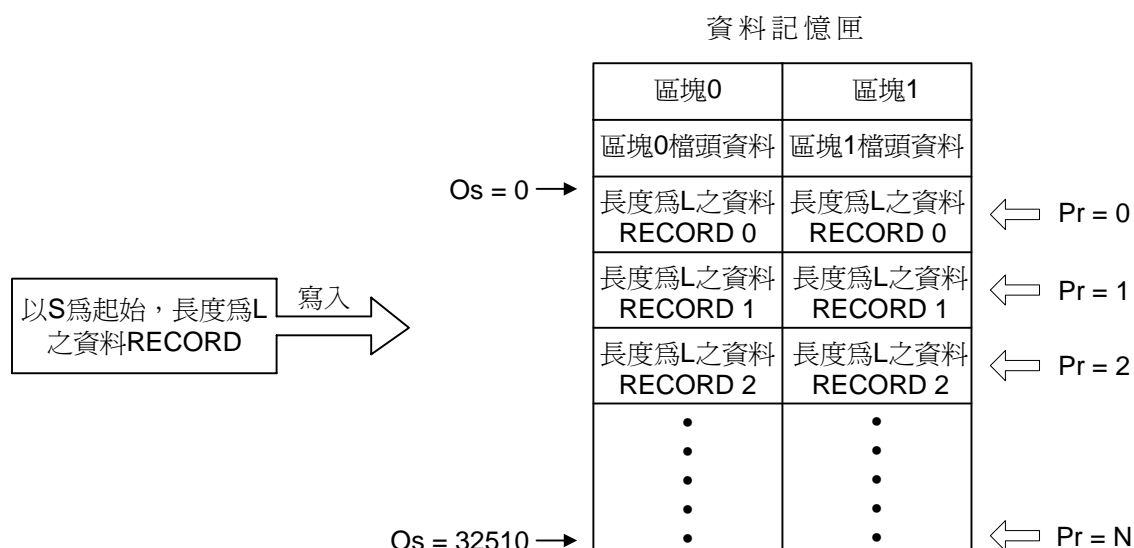 資料記憶匣
區塊0 區塊1
區塊0檔頭資料 區塊1檔頭資料
Os = 0
長度爲L之資料 長度爲L之資料
RECORD 0 RECORD 0
Pr = 0
長度爲L之資料 長度爲L之資料
RECORD 1 RECORD 1
Pr = 1
以S爲起始，長度爲L
之資料RECORD
寫入
長度爲L之資料 長度爲L之資料
RECORD 2 RECORD 2
Pr = 2
Os = 32510
Pr = N